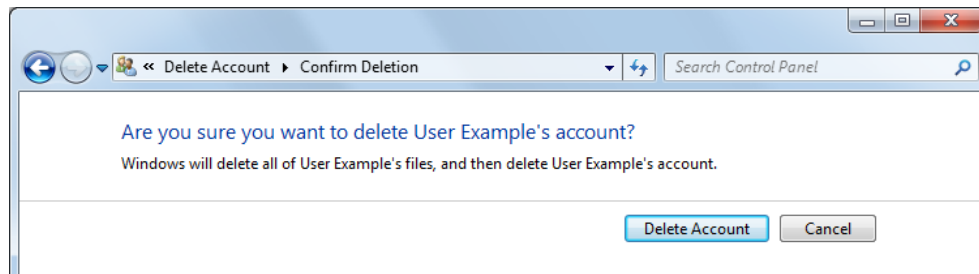 « Delete Account ▸ Confirm Deletion Search Control Panel
Are you sure you want to delete User Example's account?
Windows will delete all of User Example's files, and then delete User Example's account.
Delete Account Cancel